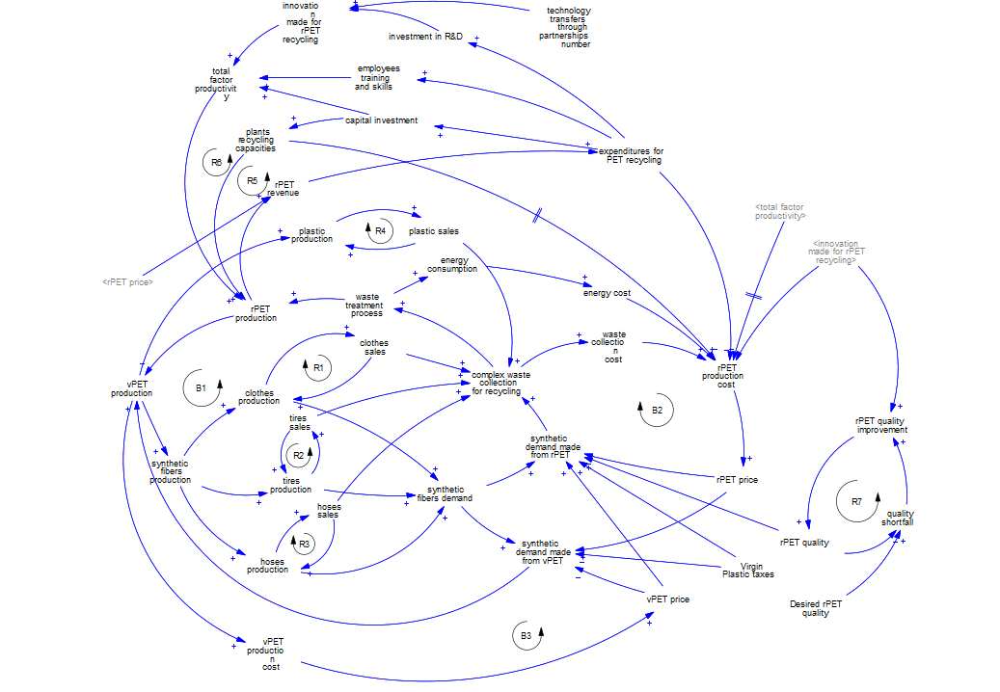 innovatio
n
made for
rPET
recycling
technology
transfers
through
partnerships
number
investment in R&D
total
factor
productivit
y
employees
training
and skills
capital investment
plants
recycling
capacities
expenditures for
PET recycling
R6
R5
rPET
revenue
<total factor
productivity>
plastic
production
R4
plastic sales
<innovation
made for rPET
recycling>
energy
consumption
<rPET price>
energy cost
rPET
production
waste
treatment
process
clothes
sales
waste
collectio
n
cost
R1
rPET
production
cost
vPET
production
B1
clothes
production
complex waste
collection
for recycling
B2
tires
sales
rPET quality
improvement
R2
synthetic
demand made
from rPET
synthetic
fibers
production
tires
production
rPET price
synthetic
fibers demand
R7
hoses
sales
quality
shortfall
R3
synthetic
demand made
from vPET
rPET quality
hoses
production
Virgin
Plastic taxes
vPET price
Desired rPET
quality
B3
vPET
productio
n
cost